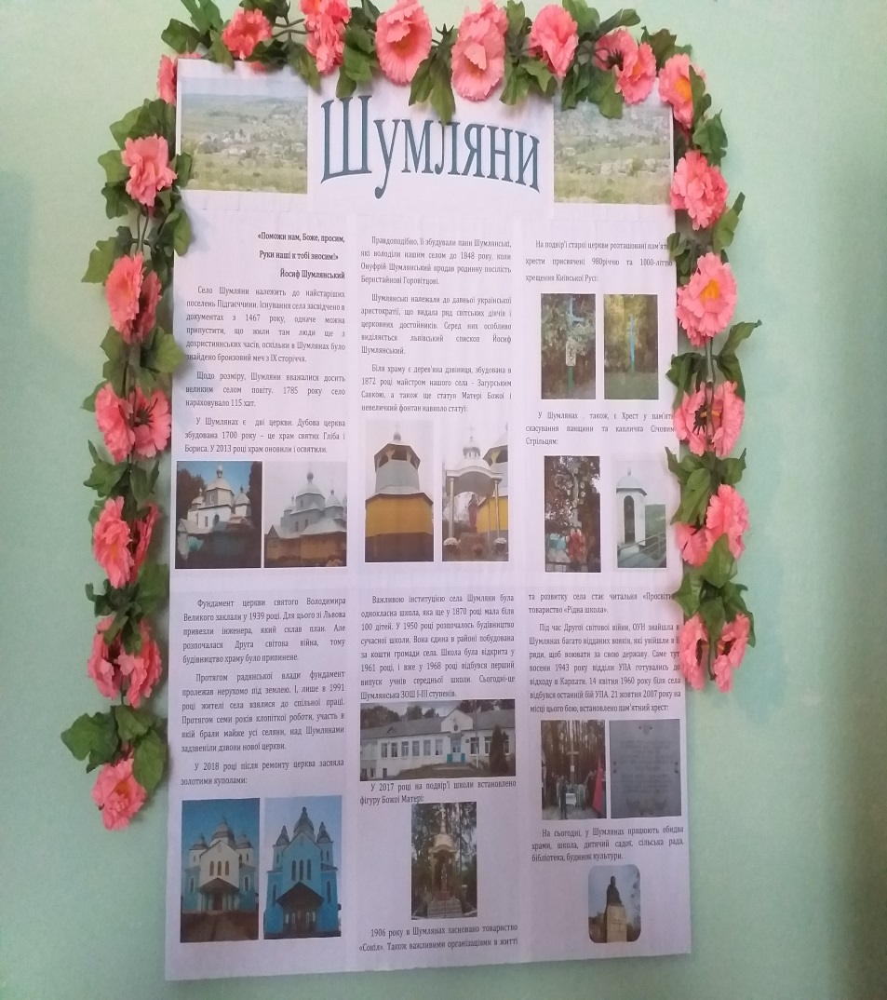 Шумляни
«Поможи нам, Боже, просим,
Руки наші к тобі зносим!»
Йосиф Шумлянський
Село Шумляни належить до найстаріших
поселень Підгаєччини. Існування села засвідчено в
документах з 1467 року, одначе можна
припустити, що жили там люди ще з
дохристиянських часів, оскільки в Шумлянах було
знайдено бронзовий меч з ІХ сторіччя.
Щодо розміру, Шумляни вважалися досить
великим селом повіту. 1785 року село
нараховувало 115 хат.
У Шумлянах є дві церкви. Дубова церква
збудована 1700 року – це храм святих Гліба і
Бориса. У 2013 році храм оновили і освятили.
Правдоподібно, її збудували пани Шумлянські,
які володіли нашим селом до 1848 року, коли
Онуфрій Шумлянський продав родинну посілість
Бернстайнові Горовітцові.
Шумлянські належали до давньої української
аристократії, що видала ряд світських діячів і
церковних достойників. Серед них особливо
виділяється львівський єпископ Йосиф
Шумлянський.
Біля храму є дерев'яна дзвіниця, збудована в
1872 році майстром нашого села - Загурським
Савкою, а також ще статуя Матері Божої і
невеличкий фонтан навколо статуї:
На подвір'ї старої церкви розташовані
хрести присвячені 980річчю та 1000-літтю
хрещення Київської Русі:
У Шумлянах , також, є Хрест у пам'ять
скасування панщини та капличка Січовим
Стрільцям:
Фундамент церкви святого Володимира
Великого заклали у 1939 році. Для цього зі Львова
привезли інженера, який склав план. Але
розпочалася Друга світова війна, тому
будівництво храму було припинене.
Протягом радянської влади фундамент
пролежав нерухомо під землею. І, лише в 1991
році жителі села взялися до спільної праці.
Протягом семи років клопіткої роботи, участь в
якій брали майже усі селяни, над Шумлянами
задзвеніли дзвони нової церкви.
У 2018 році після ремонту церква засяяла
золотими куполами:
Важливою інституцією села Шумляни була
однокласна школа, яка ще у 1870 році мала біля
100 дітей. У 1950 році розпочалось будівництво
сучасної школи. Вона єдина в районі побудована
за кошти громади села. Школа була відкрита у
1961 році, і вже у 1968 році відбувся перший
випуск учнів середньої школи. Сьогодні-це
Шумлянська ЗОШ І-ІІІ ступенів.
У 2017 році на подвір'ї школи встановлено
фігуру Божої Матері:
1906 року в Шумлянах засновано товариство
«Сокіл». Також важливими організаціями в житті
та розвитку села стає читальня «Просвіти»
товариство «Рідна школа».
Під час Другої світової війни, ОУН знайшла в
Шумлянах багато відданих вояків, які увійшли в її
ряди, щоб воювати за свою державу. Саме тут
восени 1943 року відділи УПА готувались до
відходу в Карпати. 14 квітня 1960 року біля села
відбувся останній бій УПА. 21 жовтня 2007 року на
місці цього бою, встановлено пам'ятний хрест:
На сьогодні, у Шумлянах працюють обидва
храми, школа, дитячий садок, сільська рада,
бібліотека, будинок культури.